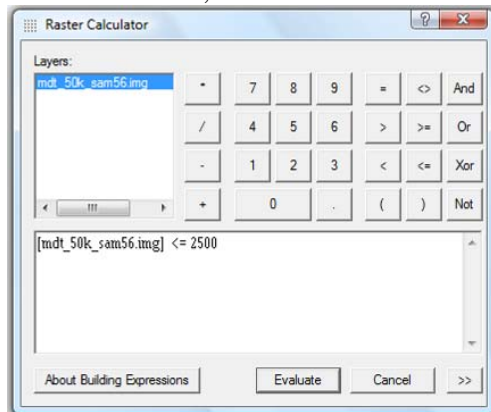 Raster Calculator
Layers:
mdt_50k_sam56.img
* 7 8 9 = <> And
/ 4 5 6 > >= Or
- 1 2 3 < <= Xor
+ 0 . ( ) Not
[mdt_50k_sam56.img] <= 2500
About Building Expressions Evaluate Cancel >>